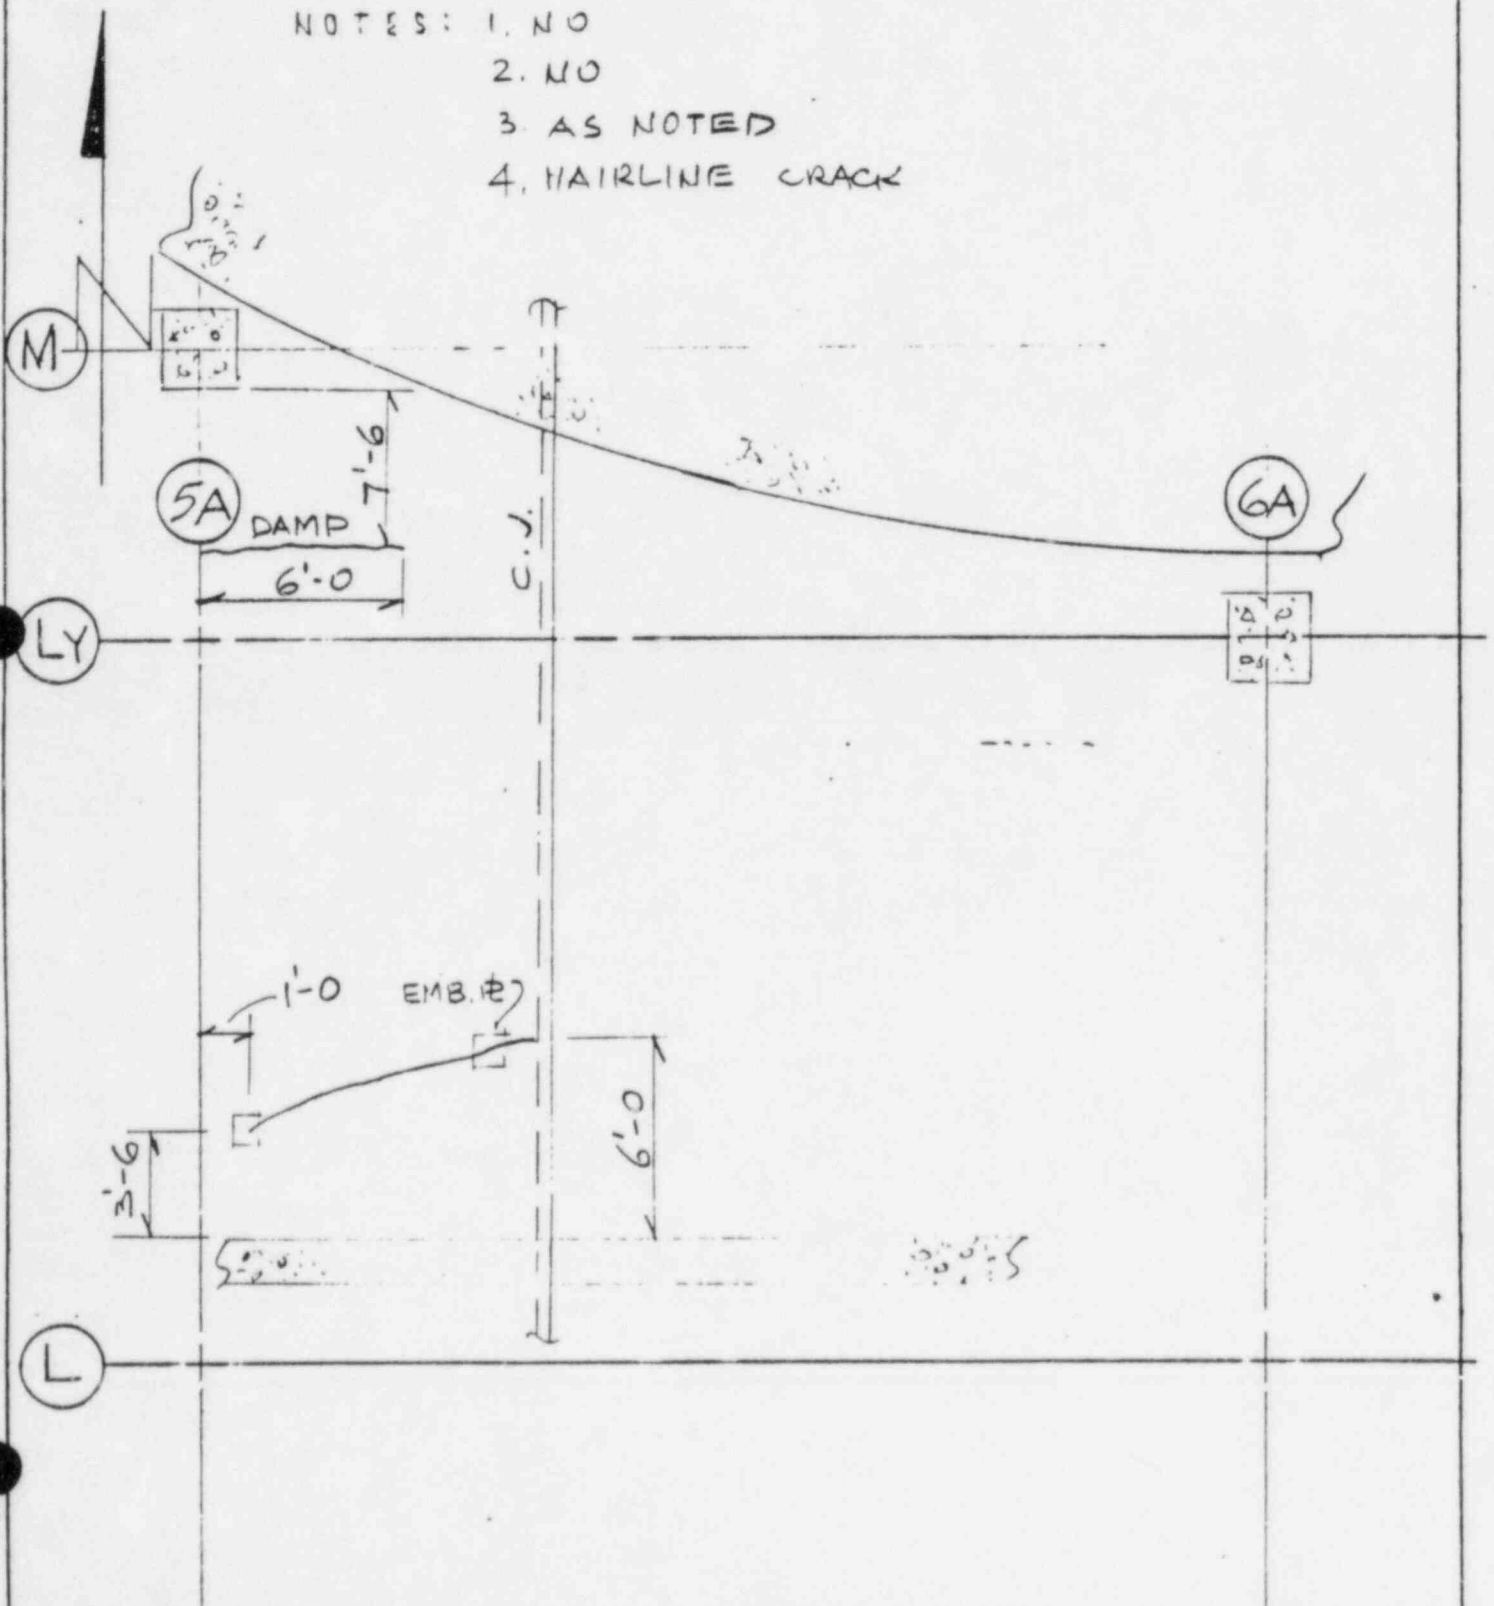 NOTES: 1. NO
2. NO
3. AS NOTED
4. HAIRLINE CRACK
N
M
7'-6
5A
DAMP
6'-0
C.J.
6A
LY
1'-0
EMB. PL
3'-6
6'-0
L